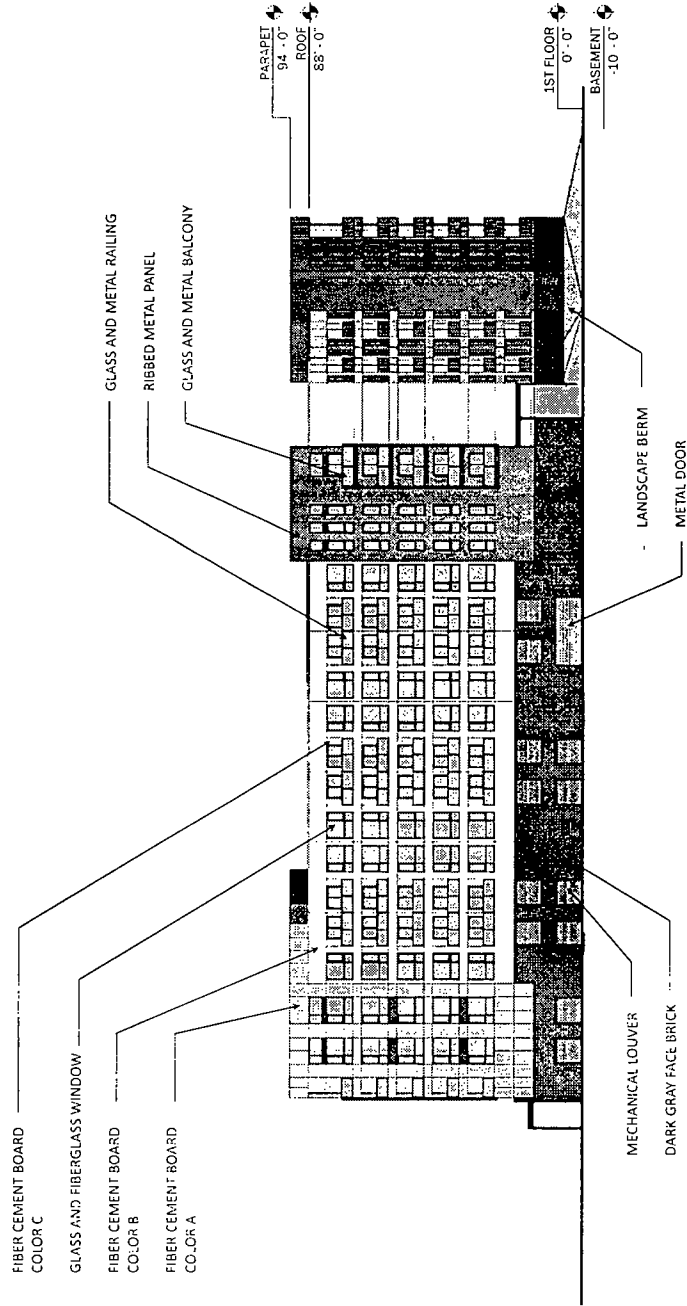 FIBER CEMENT BOARD
COLOR C
GLASS AND FIBERGLASS WINDOW
FIBER CEMENT BOARD
COLOR B
FIBER CEMENT BOARD
COLOR A
GLASS AND METAL RAILING
RIBBED METAL PANEL
GLASS AND METAL BALCONY
PARAPET
94' - 0"
ROOF
88' - 0"
1ST FLOOR
0' - 0"
BASEMENT
-10' - 0"
MECHANICAL LOUVER
DARK GRAY FACE BRICK
LANDSCAPE BERM
METAL DOOR